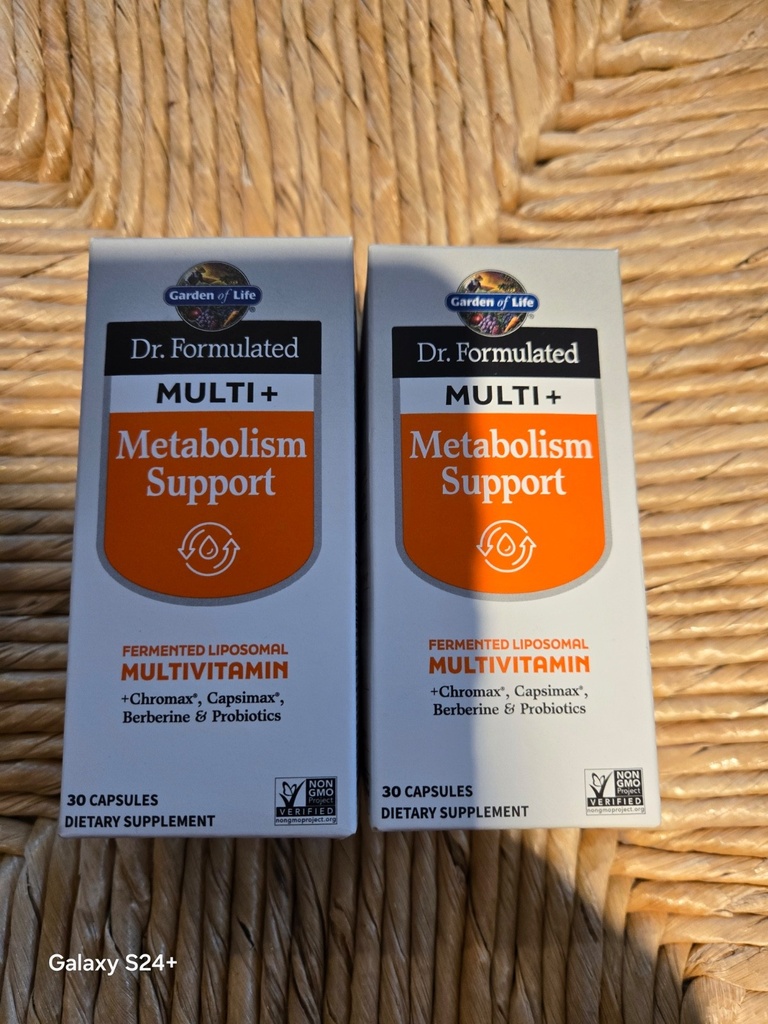 Garden of Life
Dr. Formulated
MULTI+
Metabolism
Support
FERMENTED LIPOSOMAL
MULTIVITAMIN
+Chromax®, Capsimax®,
Berberine & Probiotics
30 CAPSULES
DIETARY SUPPLEMENT
NON
GMO
Project
VERIFIED
nongmoproject.org
Garden of Life
Dr. Formulated
MULTI+
Metabolism
Support
FERMENTED LIPOSOMAL
MULTIVITAMIN
+Chromax®, Capsimax®,
Berberine & Probiotics
30 CAPSULES
DIETARY SUPPLEMENT
NON
GMO
Project
VERIFIED
nongmoproject.org
Galaxy S24+